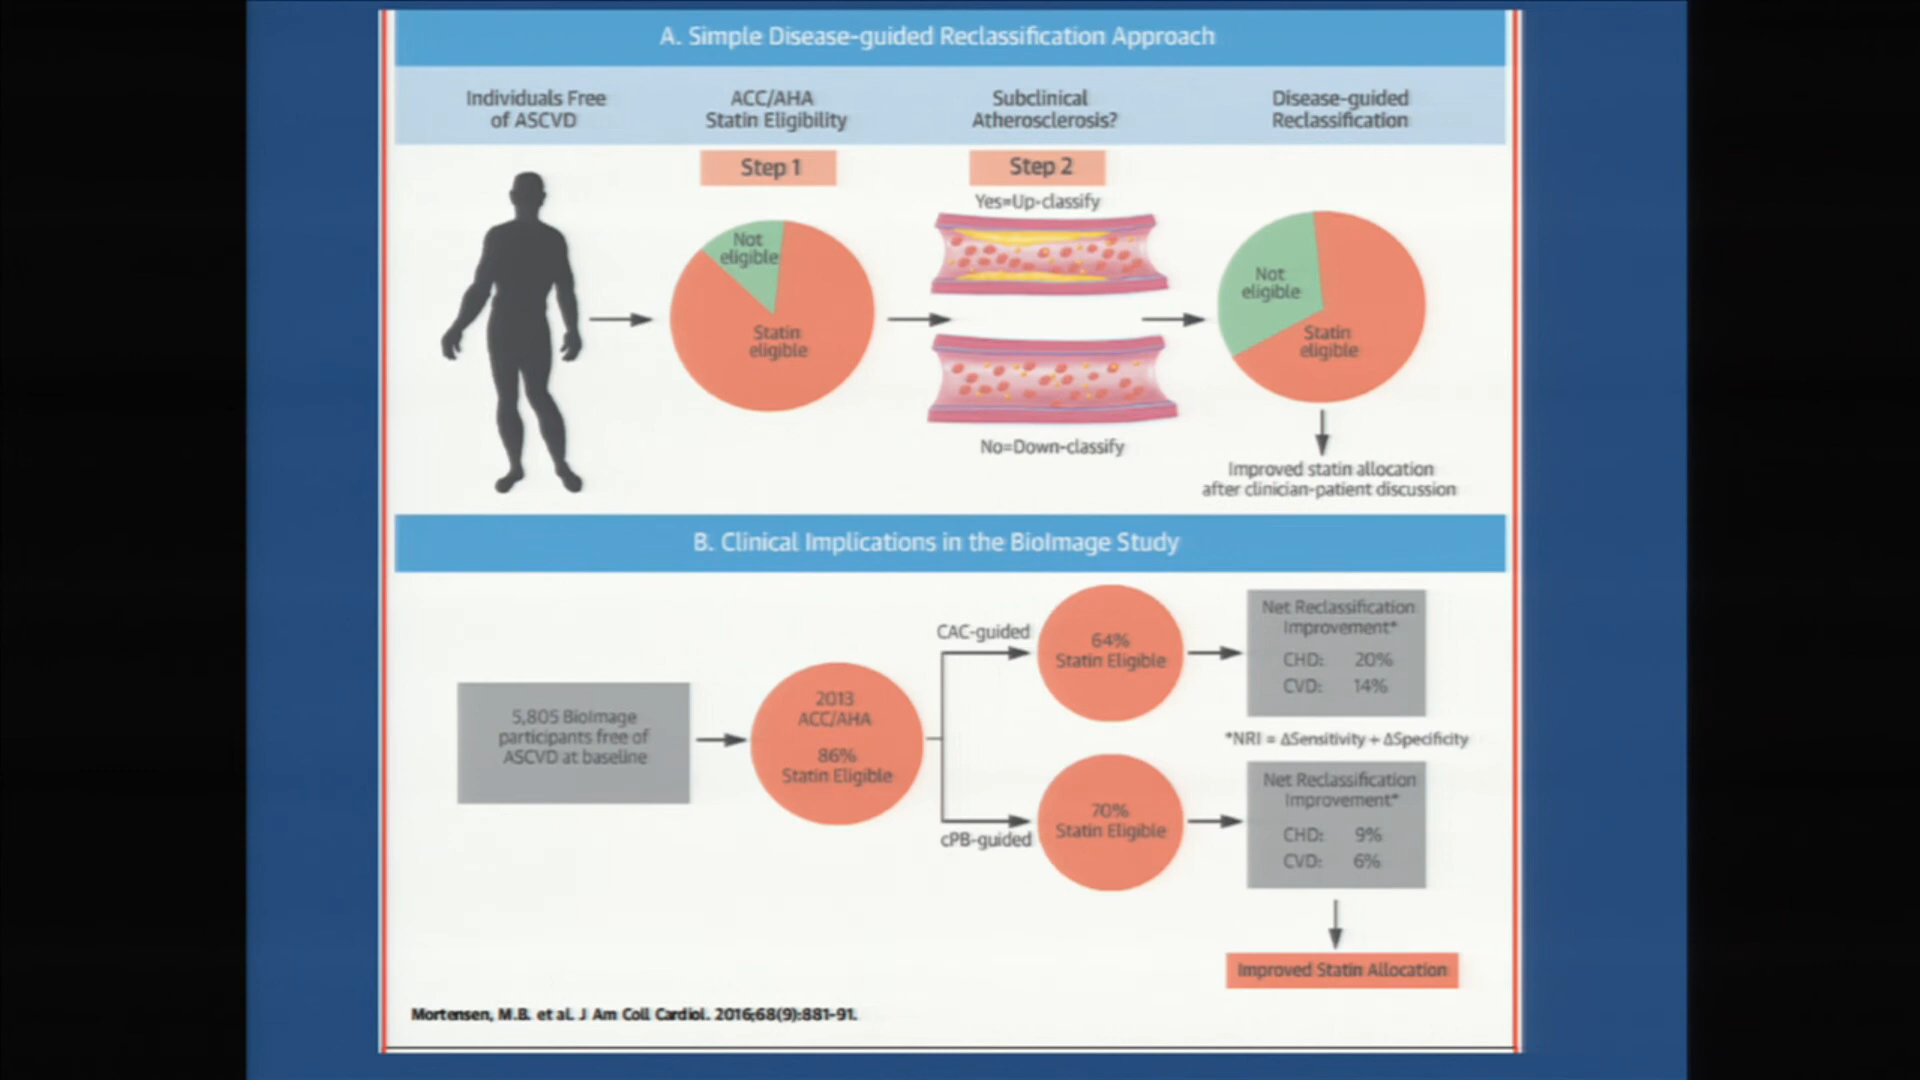 A. Simple Disease-guided Reclassification Approach
Individuals Free
of ASCVD
ACC/AHA
Statin Eligibility
Subclinical
Atherosclerosis?
Disease-guided
Reclassification
Step 1
Step 2
Yes=Up-classify
Not
eligible
Statin
eligible
No=Down-classify
Not
eligible
Statin
eligible
Improved statin allocation
after clinician-patient discussion
B. Clinical Implications in the BioImage Study
5,805 BioImage
participants free of
ASCVD at baseline
2013
ACC/AHA
86%
Statin Eligible
CAC-guided
64%
Statin Eligible
Net Reclassification
Improvement*
CHD: 20%
CVD: 14%
*NRI = ΔSensitivity + ΔSpecificity
cPB-guided
70%
Statin Eligible
Net Reclassification
Improvement*
CHD: 9%
CVD: 6%
Improved Statin Allocation
Mortensen, M.B. et al. J Am Coll Cardiol. 2016;68(9):881-91.